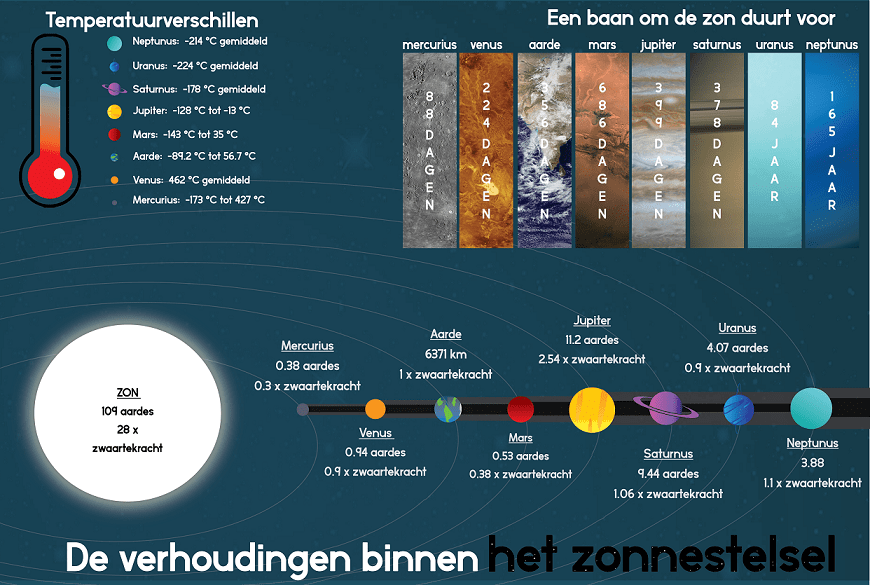 Temperatuurverschillen
Neptunus: -214 °C gemiddeld
Uranus: -224 °C gemiddeld
Saturnus: -178 °C gemiddeld
Jupiter: -128 °C tot -13 °C
Mars: -143 °C tot 35 °C
Aarde: -89.2 °C tot 56.7 °C
Venus: 462 °C gemiddeld
Mercurius: -173 °C tot 427 °C
Een baan om de zon duurt voor
mercurius venus aarde mars jupiter saturnus uranus neptunus
88 DAGEN
224 DAGEN
356 DAGEN
686 DAGEN
399 DAGEN
378 DAGEN
84 JAAR
165 JAAR
ZON
109 aardes
28 x
zwaartekracht
Mercurius
0.38 aardes
0.3 x zwaartekracht
Venus
0.94 aardes
0.9 x zwaartekracht
Aarde
6371 km
1 x zwaartekracht
Mars
0.53 aardes
0.38 x zwaartekracht
Jupiter
11.2 aardes
2.54 x zwaartekracht
Saturnus
9.44 aardes
1.06 x zwaartekracht
Uranus
4.07 aardes
0.9 x zwaartekracht
Neptunus
3.88
1.1 x zwaartekracht
De verhoudingen binnen het zonnestelsel